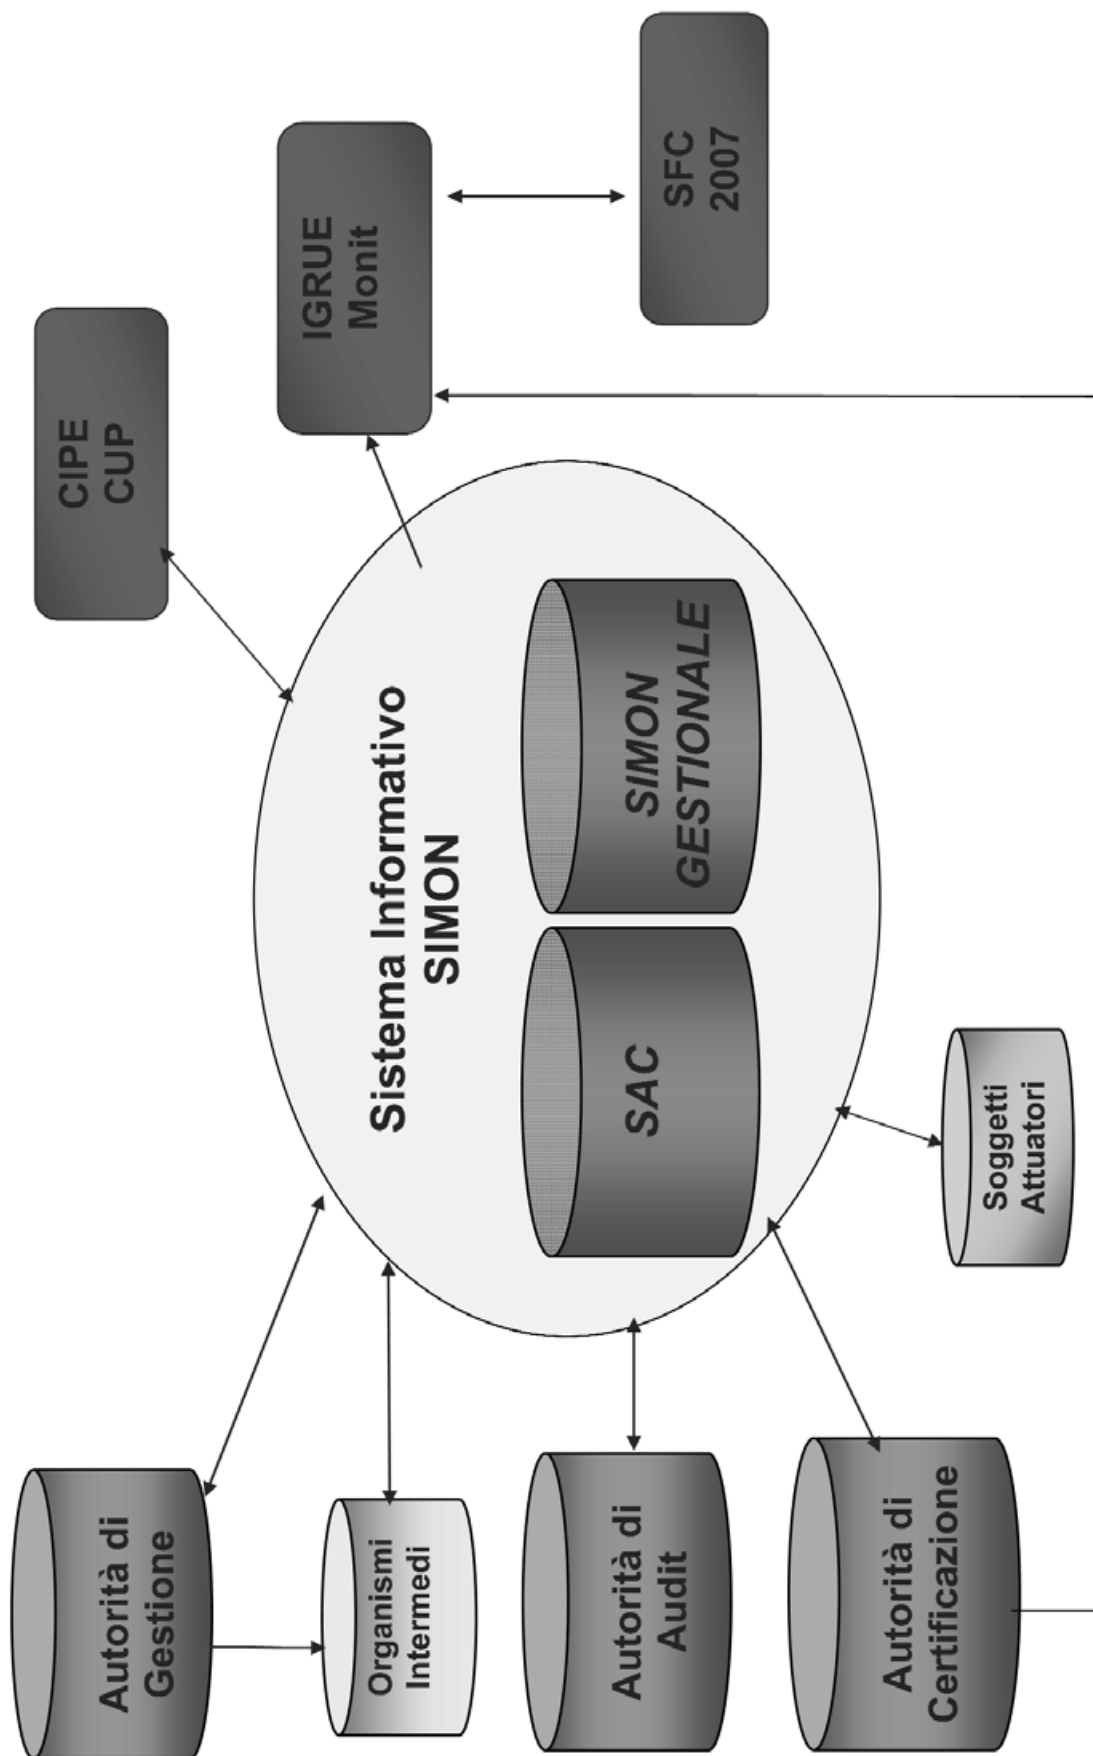 Autorità di
Gestione
Organismi
Intermedi
Autorità di
Audit
Autorità di
Certificazione
Sistema Informativo
SIMON
SAC
SIMON
GESTIONALE
Soggetti
Attuatori
CIPE
CUP
IGRUE
Monit
SFC
2007